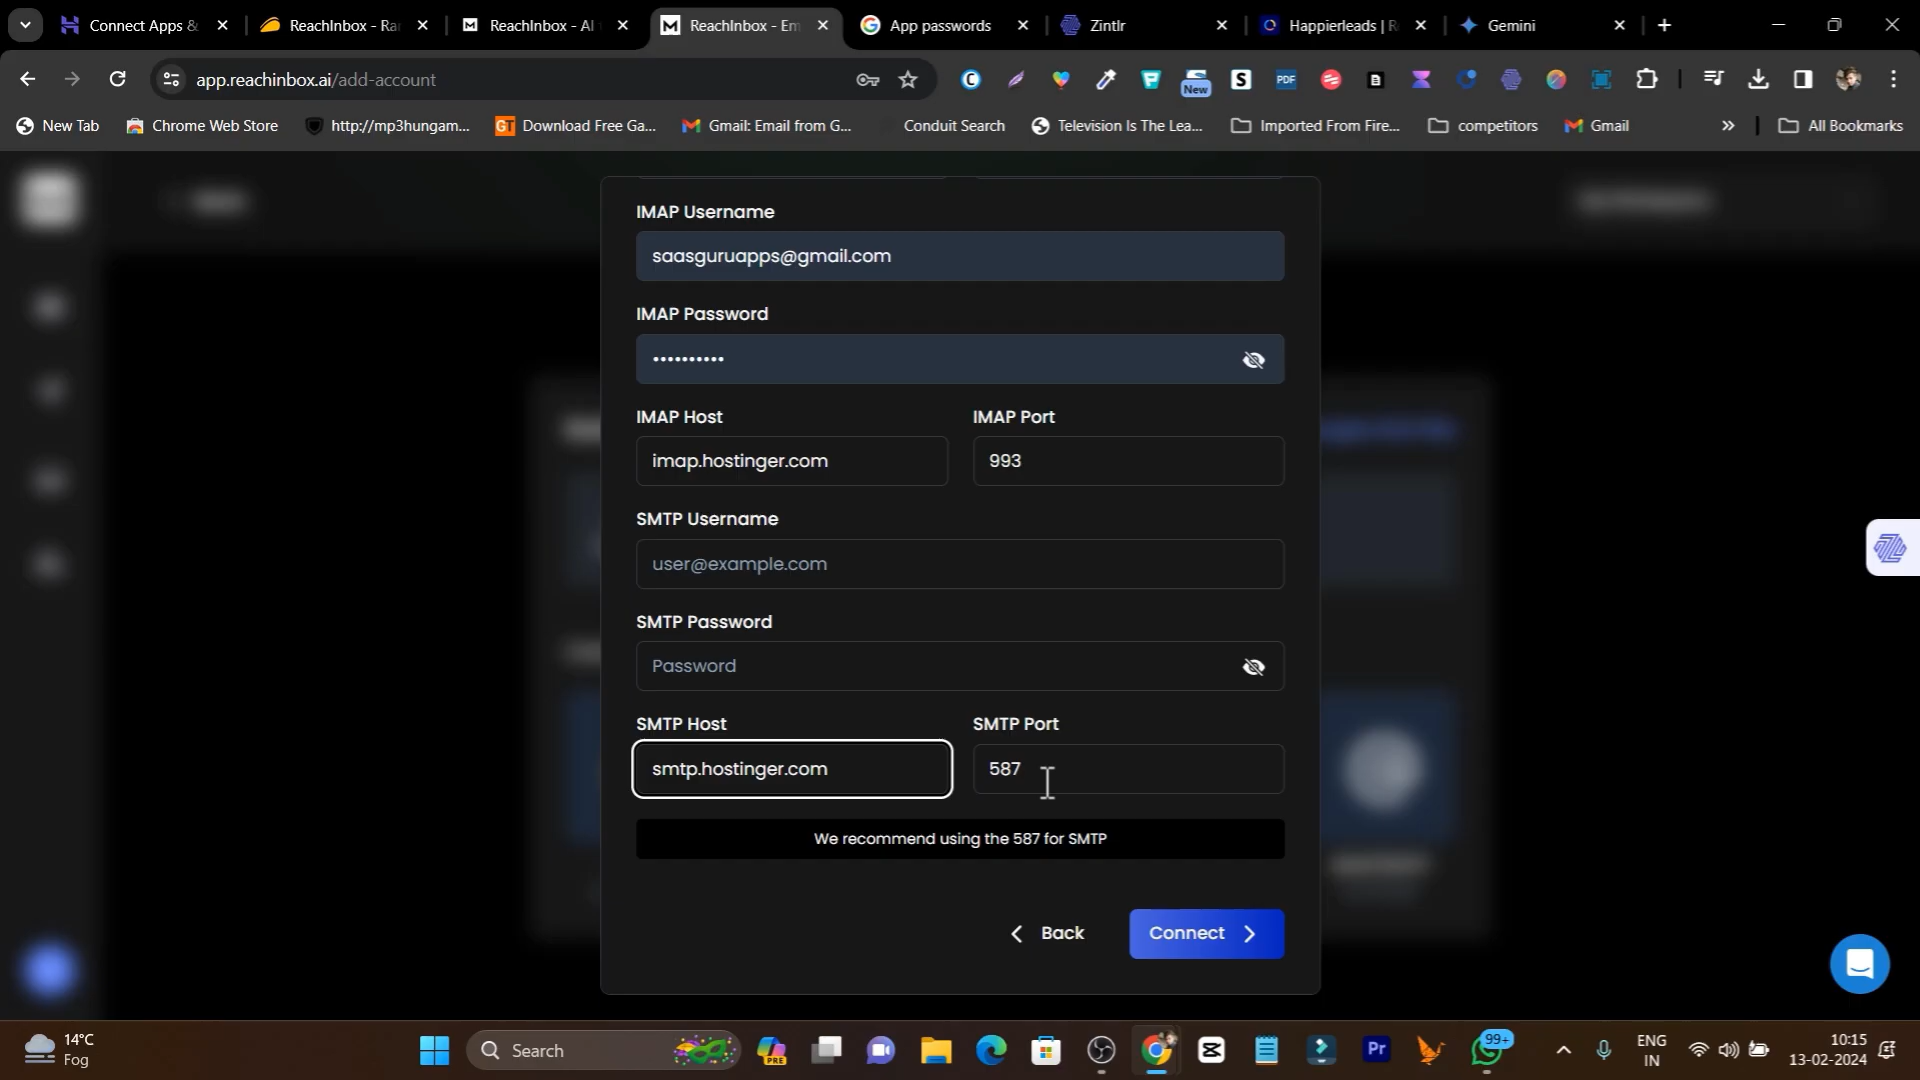 Connect Apps &
ReachInbox - Ra
ReachInbox - AI
ReachInbox - Em
App passwords
Zintlr
Happierleads | R
Gemini
app.reachinbox.ai/add-account
New
PDF
New Tab
Chrome Web Store
http://mp3hungam...
GT
Download Free Ga...
Gmail: Email from G...
Conduit Search
Television Is The Lea...
Imported From Fire...
competitors
Gmail
All Bookmarks
IMAP Username
saasguruapps@gmail.com
IMAP Password
••••••••••
IMAP Host
IMAP Port
imap.hostinger.com
993
SMTP Username
user@example.com
SMTP Password
Password
SMTP Host
SMTP Port
smtp.hostinger.com
587
We recommend using the 587 for SMTP
Back
Connect
14°C
Fog
Search
PRE
Pr
99+
ENG
IN
10:15
13-02-2024